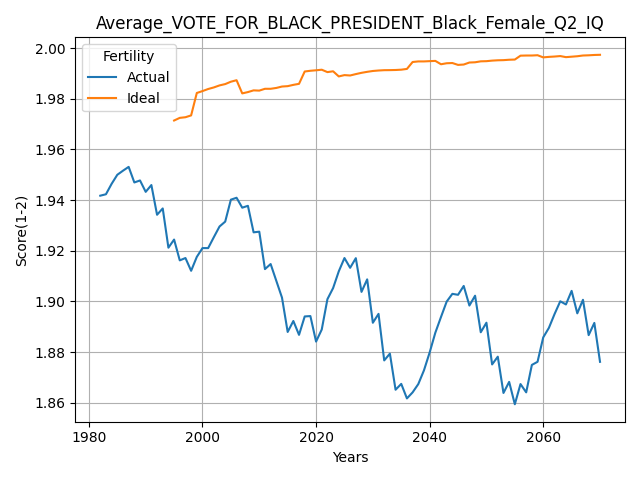 Average_VOTE_FOR_BLACK_PRESIDENT_Black_Female_Q2_IQ
Fertility
Actual
Ideal
2.00
1.98
1.96
1.94
1.92
1.90
1.88
1.86
Score(1-2)
1980
2000
2020
2040
2060
Years